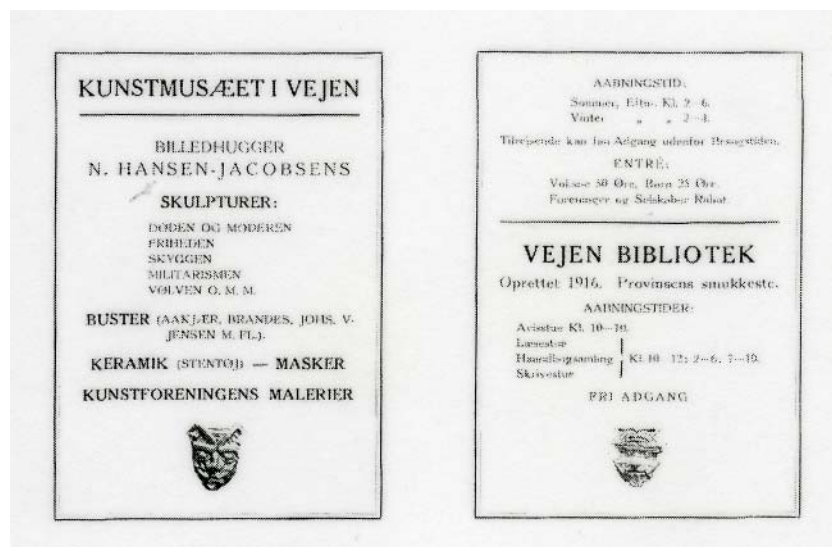 KUNSTMUSÆET I VEJEN
BILLEDHUGGER
N. HANSEN-JACOBSENS
SKULPTURER:
DØDEN OG MODEREN
FRIHEDEN
SKYGGEN
MILITARISMEN
VØLVEN O. M. M.
BUSTER (AAKJÆR, BRANDES, JOHS. V-
JENSEN M. FL.).
KERAMIK (STENTØJ) — MASKER
KUNSTFORENINGENS MALERIER
AABNINGSTID:
Sommer, Eftm. Kl. 2—6.
Vinter „ „ 2—4.
Tilrejsende kan faa Adgang udenfor Besøgstiden.
ENTRÉ:
Voksne 50 Øre, Børn 25 Øre.
Foreninger og Selskaber Rabat.
VEJEN BIBLIOTEK
Oprettet 1916. Provinsens smukkeste.
AABNINGSTIDER:
Avisstue Kl. 10—10.
Læsestue
Haandbogsamling Kl. 10—12; 2—6, 7—10.
Skrivestue
FRI ADGANG